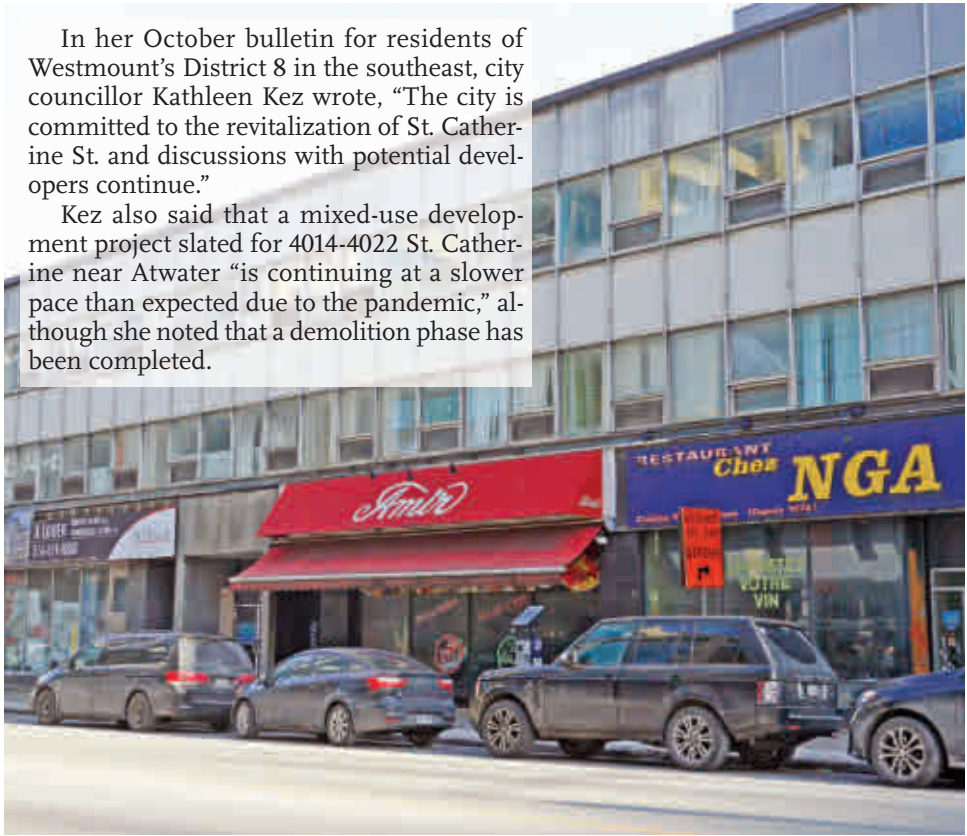 In her October bulletin for residents of
Westmount's District 8 in the southeast, city
councillor Kathleen Kez wrote, “The city is
committed to the revitalization of St. Cather-
ine St. and discussions with potential devel-
opers continue.”
Kez also said that a mixed-use develop-
ment project slated for 4014-4022 St. Cather-
ine near Atwater “is continuing at a slower
pace than expected due to the pandemic,” al-
though she noted that a demolition phase has
been completed.
A LOUER
Amir
RESTAURANT
Chez NGA
VOTRE
VIN